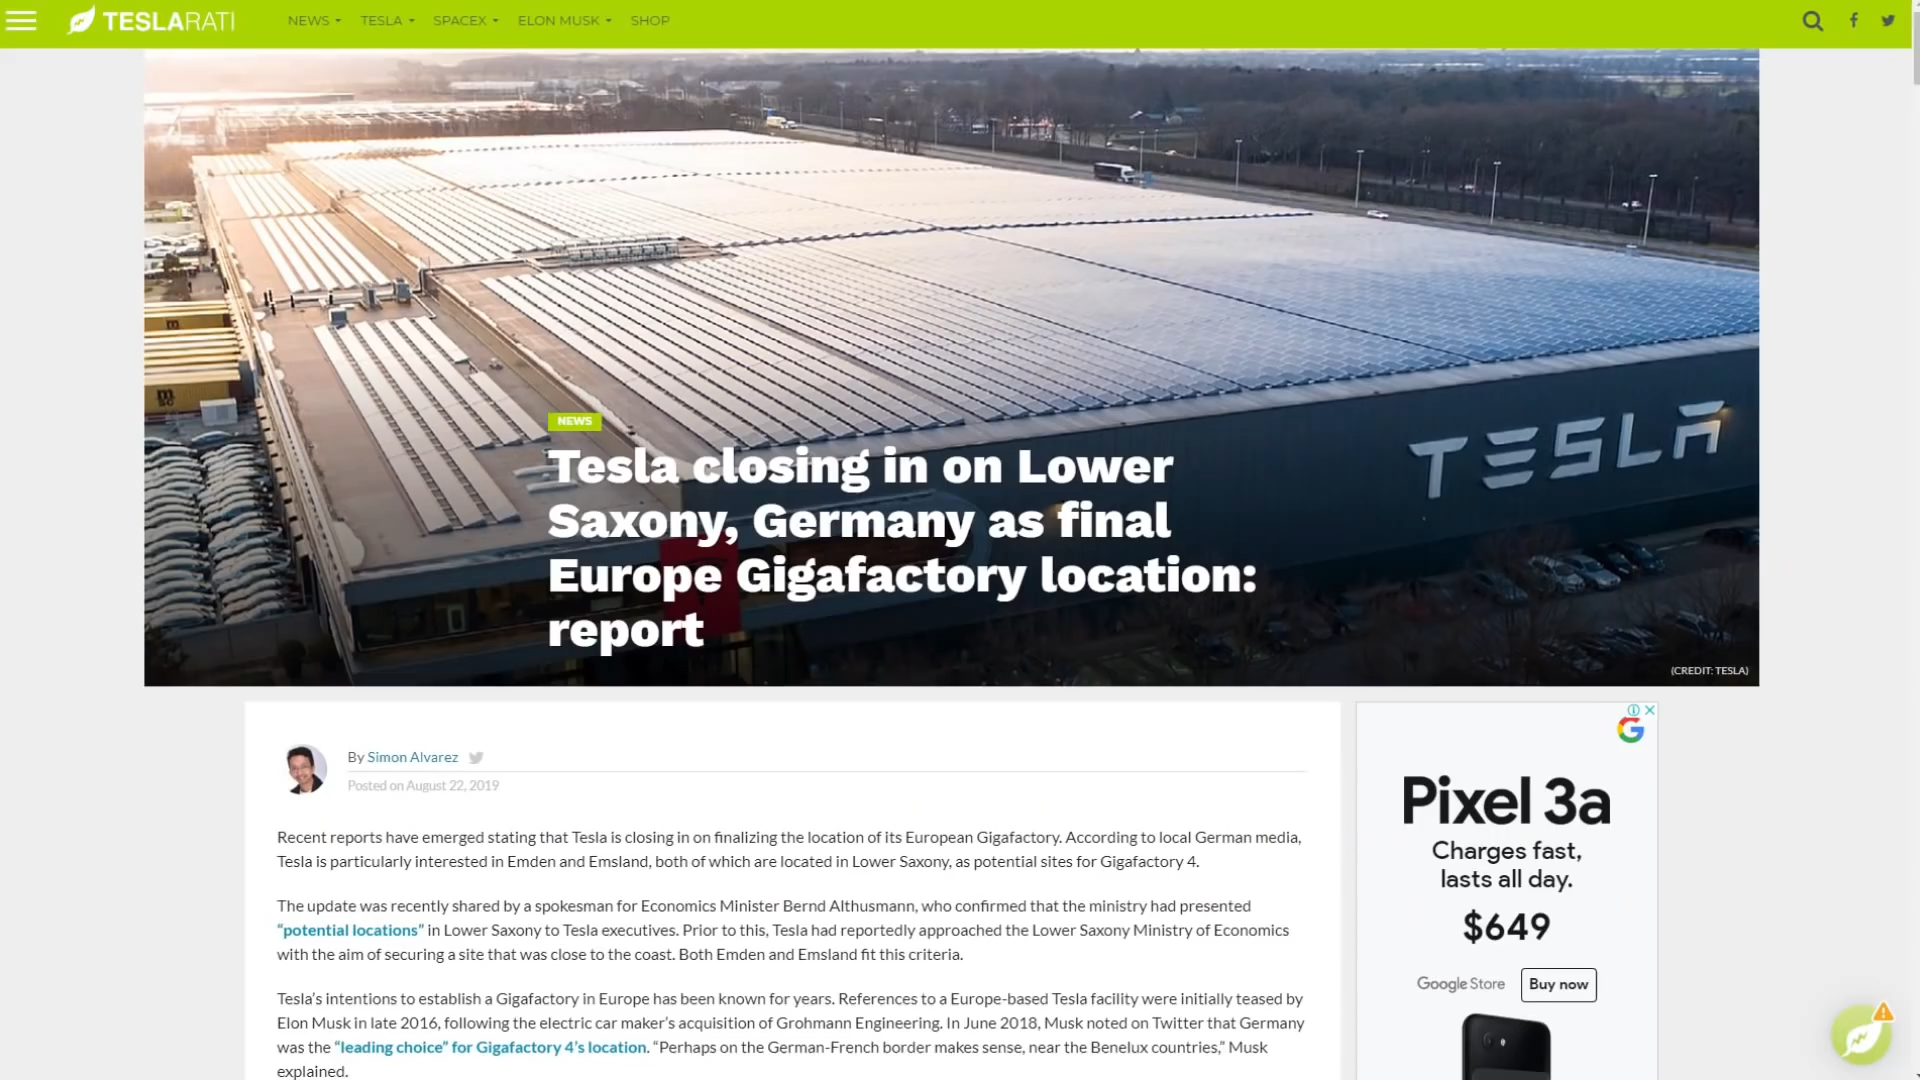 TESLARATI
NEWS
TESLA
SPACEX
ELON MUSK
SHOP
TESLA
NEWS
Tesla closing in on Lower
Saxony, Germany as final
Europe Gigafactory location:
report
(CREDIT: TESLA)
By Simon Alvarez
Posted on August 22, 2019
Recent reports have emerged stating that Tesla is closing in on finalizing the location of its European Gigafactory. According to local German media,
Tesla is particularly interested in Emden and Emsland, both of which are located in Lower Saxony, as potential sites for Gigafactory 4.
The update was recently shared by a spokesman for Economics Minister Bernd Althusmann, who confirmed that the ministry had presented
“potential locations” in Lower Saxony to Tesla executives. Prior to this, Tesla had reportedly approached the Lower Saxony Ministry of Economics
with the aim of securing a site that was close to the coast. Both Emden and Emsland fit this criteria.
Tesla’s intentions to establish a Gigafactory in Europe has been known for years. References to a Europe-based Tesla facility were initially teased by
Elon Musk in late 2016, following the electric car maker’s acquisition of Grohmann Engineering. In June 2018, Musk noted on Twitter that Germany
was the “leading choice” for Gigafactory 4’s location. “Perhaps on the German-French border makes sense, near the Benelux countries,” Musk
explained.
Pixel 3a
Charges fast,
lasts all day.
$649
Google Store
Buy now